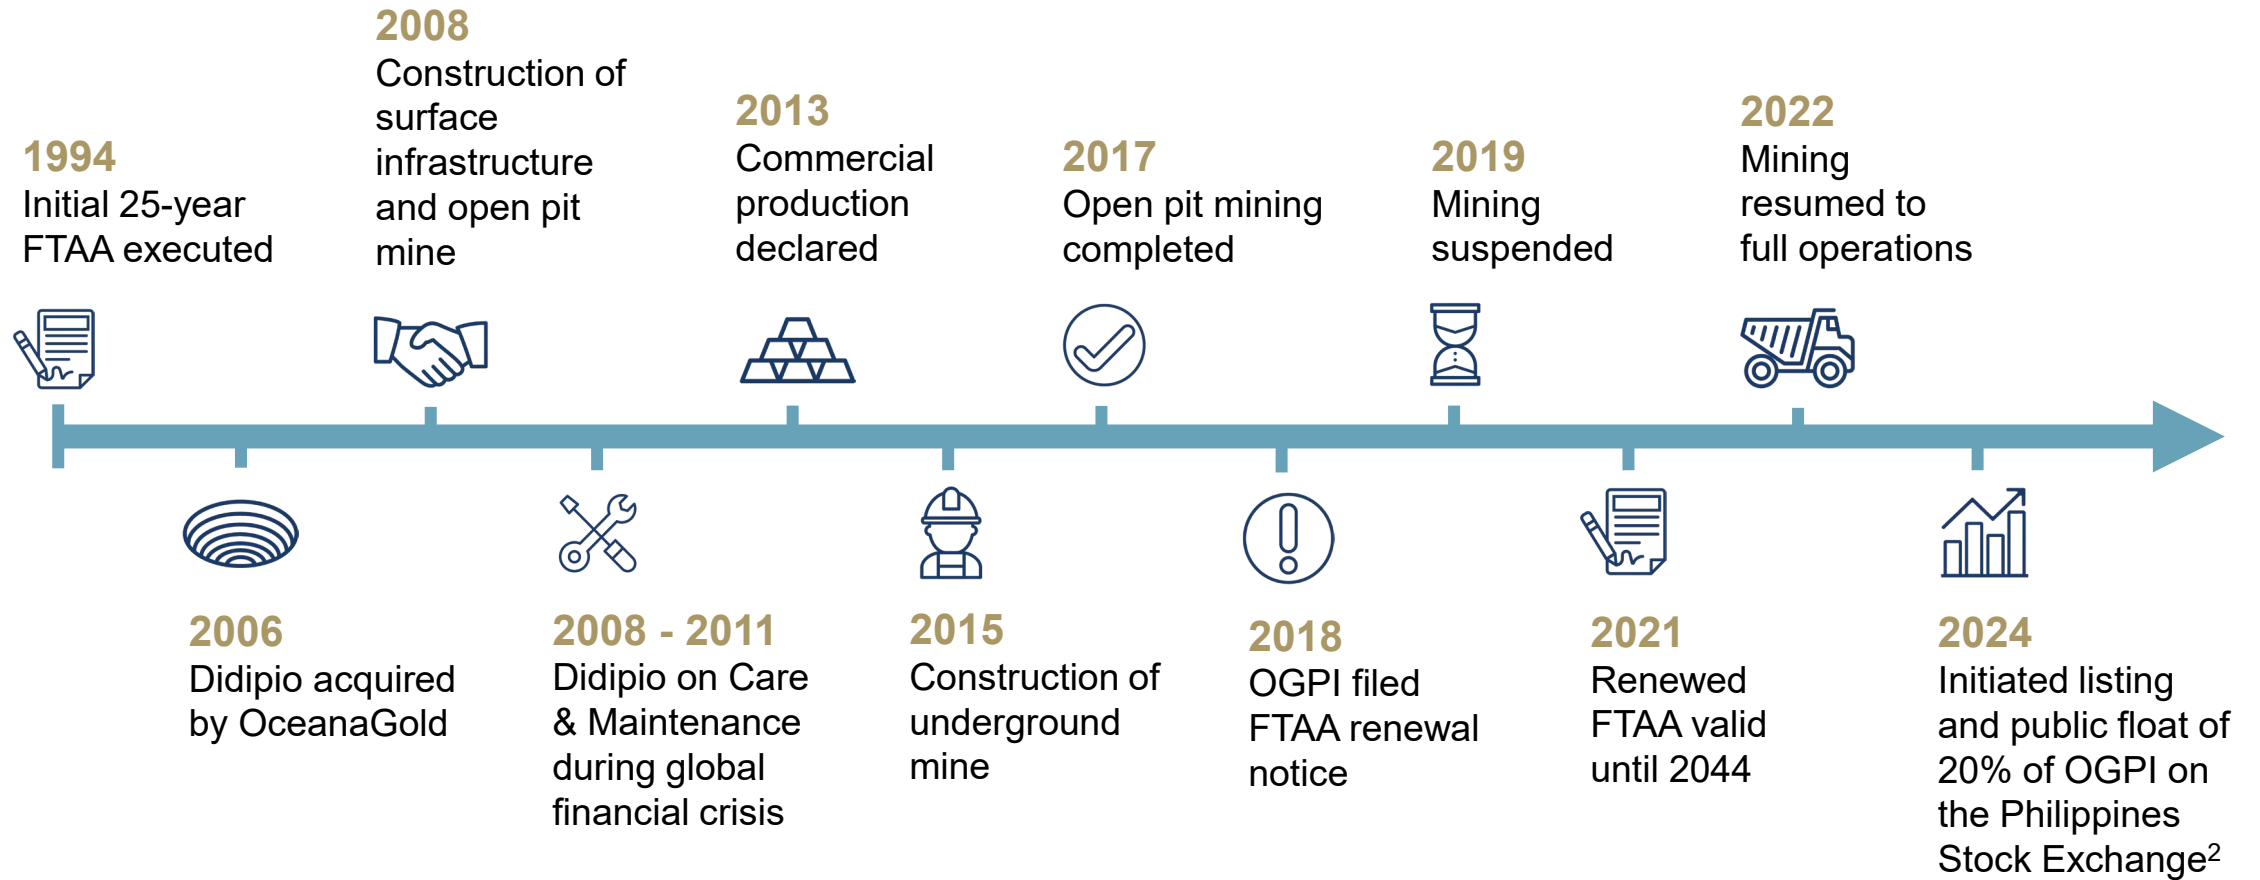 1994
Initial 25-year
FTAA executed
2006
Didipio acquired
by OceanaGold
2008
Construction of
surface
infrastructure
and open pit
mine
2008 - 2011
Didipio on Care
& Maintenance
during global
financial crisis
2013
Commercial
production
declared
2015
Construction of
underground
mine
2017
Open pit mining
completed
2018
OGPI filed
FTAA renewal
notice
2019
Mining
suspended
2021
Renewed
FTAA valid
until 2044
2022
Mining
resumed to
full operations
2024
Initiated listing
and public float of
20% of OGPI on
the Philippines
Stock Exchange²